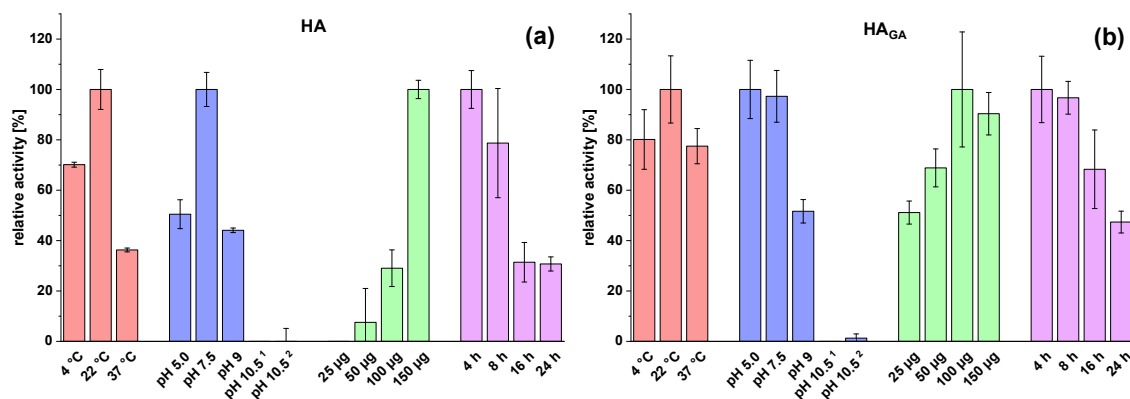 HA
(a)
relative activity [%]
120
100
80
60
40
20
0
4 °C
22 °C
37 °C
pH 5.0
pH 7.5
pH 9
pH 10.5 ¹
pH 10.5 ²
25 µg
50 µg
100 µg
150 µg
4 h
8 h
16 h
24 h
HA_GA
(b)
relative activity [%]
120
100
80
60
40
20
0
4 °C
22 °C
37 °C
pH 5.0
pH 7.5
pH 9
pH 10.5 ¹
pH 10.5 ²
25 µg
50 µg
100 µg
150 µg
4 h
8 h
16 h
24 h